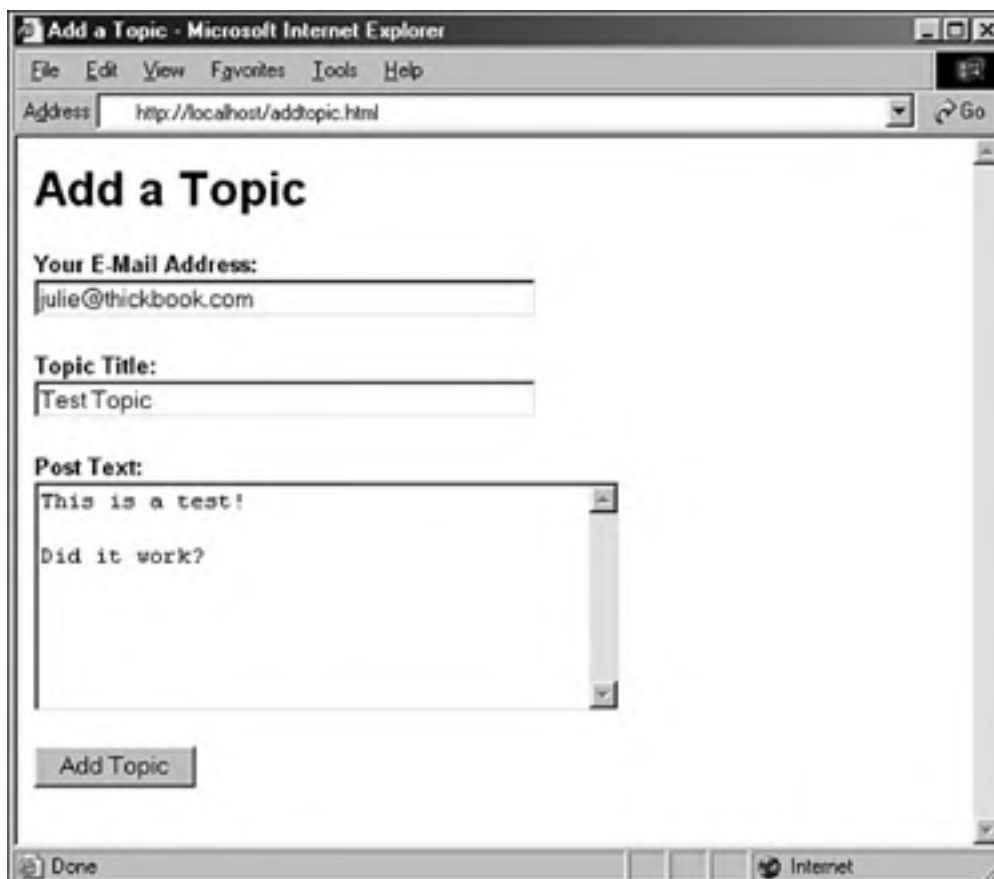 Add a Topic - Microsoft Internet Explorer
File Edit View Favorites Tools Help
Address http://localhost/addtopic.html Go
Add a Topic
Your E-Mail Address:
julie@thickbook.com
Topic Title:
Test Topic
Post Text:
This is a test!
Did it work?
Add Topic
Done Internet